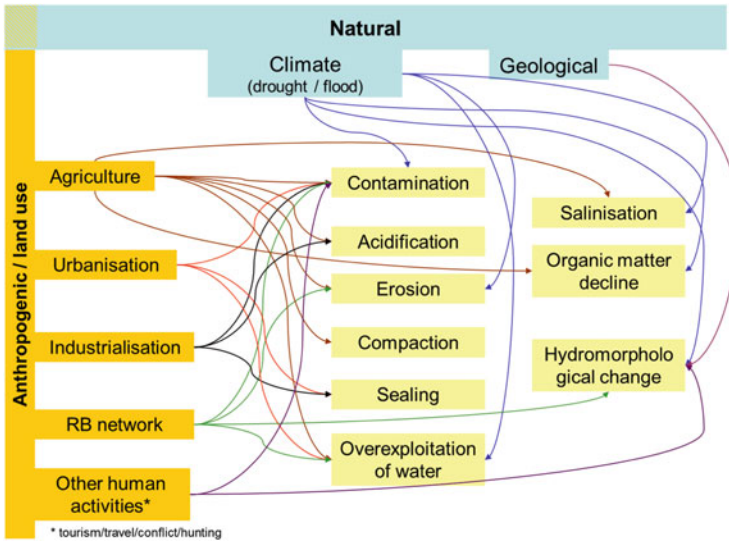 Natural
Climate
(drought / flood)
Geological
Anthropogenic / land use
Agriculture
Urbanisation
Industrialisation
RB network
Other human
activities*
Contamination
Acidification
Erosion
Compaction
Sealing
Overexploitation
of water
Salinisation
Organic matter
decline
Hydromorpholo
gical change
* tourism/travel/conflict/hunting